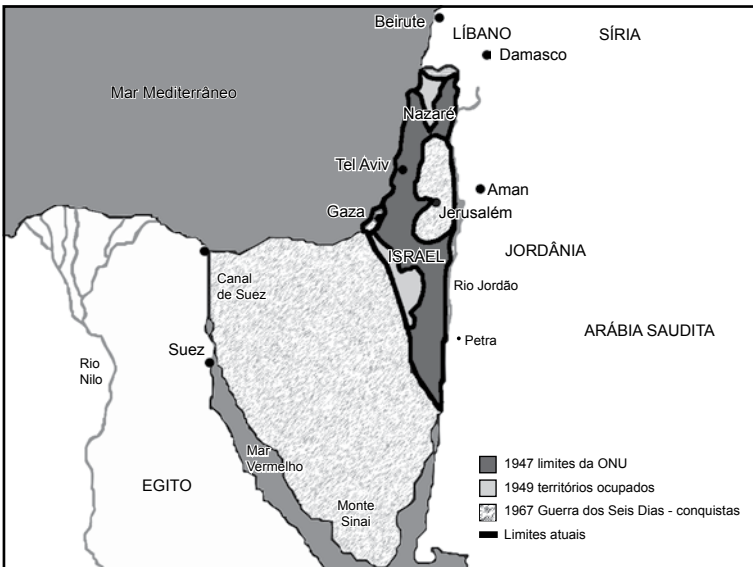 Beirute
LÍBANO
SÍRIA
Damasco
Mar Mediterrâneo
Nazaré
Tel Aviv
Aman
Gaza
Jerusalém
ISRAEL
JORDÂNIA
Canal
de Suez
Rio Jordão
ARÁBIA SAUDITA
Petra
Suez
Rio
Nilo
Mar
Vermelho
EGITO
Monte
Sinai
1947 limites da ONU
1949 territórios ocupados
1967 Guerra dos Seis Dias - conquistas
Limites atuais